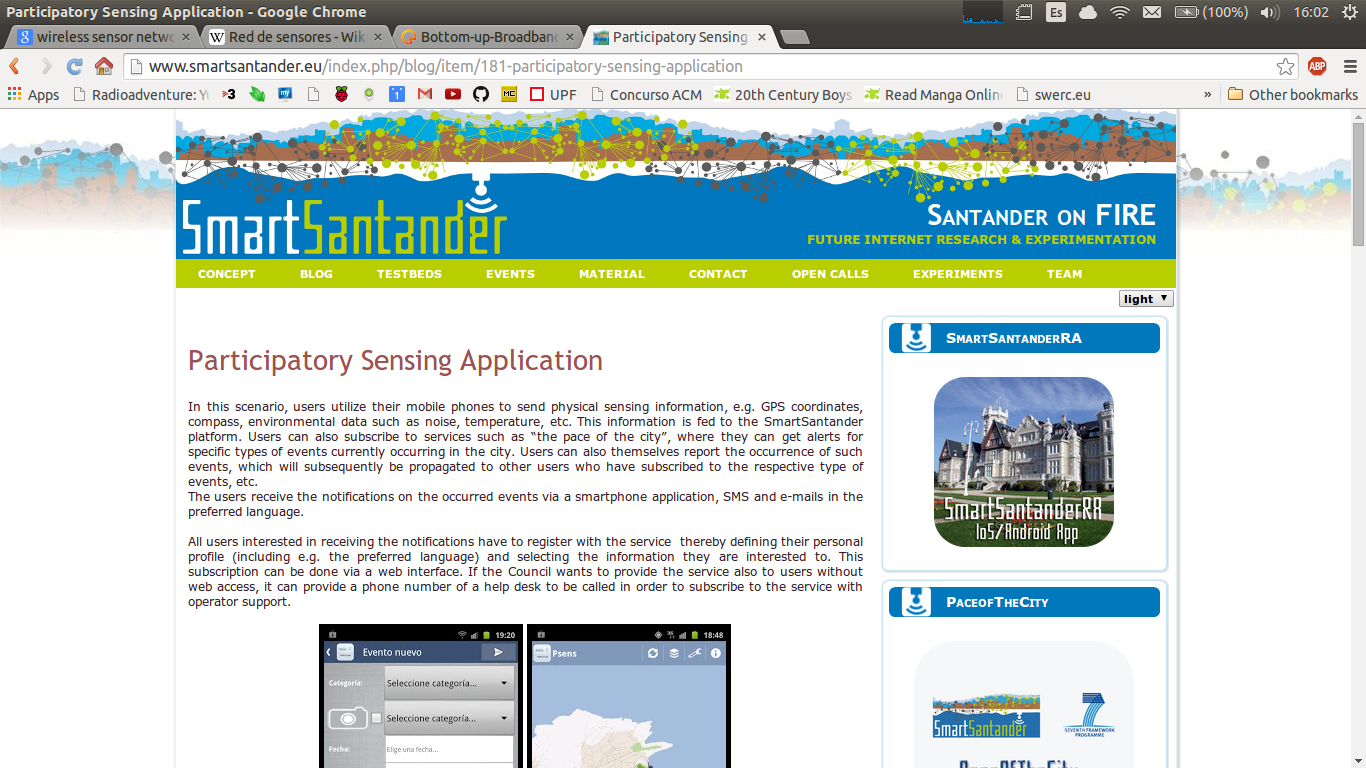 Participatory Sensing Application - Google Chrome
Es
(100%)
16:02
wireless sensor netw
Red de sensores - Wik
Bottom-up-Broadban
Participatory Sensing
www.smartsantander.eu/index.php/blog/item/181-participatory-sensing-application
ABP
Apps
Radioadventure: Y
UPF
Concurso ACM
20th Century Boys
Read Manga Onlin
swerc.eu
»
Other bookmarks
SmartSantander
SANTANDER ON FIRE
FUTURE INTERNET RESEARCH & EXPERIMENTATION
CONCEPT
BLOG
TESTBEDS
EVENTS
MATERIAL
CONTACT
OPEN CALLS
EXPERIMENTS
TEAM
light
Participatory Sensing Application
In this scenario, users utilize their mobile phones to send physical sensing information, e.g. GPS coordinates,
compass, environmental data such as noise, temperature, etc. This information is fed to the SmartSantander
platform. Users can also subscribe to services such as “the pace of the city”, where they can get alerts for
specific types of events currently occurring in the city. Users can also themselves report the occurrence of such
events, which will subsequently be propagated to other users who have subscribed to the respective type of
events, etc.
The users receive the notifications on the occurred events via a smartphone application, SMS and e-mails in the
preferred language.
All users interested in receiving the notifications have to register with the service thereby defining their personal
profile (including e.g. the preferred language) and selecting the information they are interested to. This
subscription can be done via a web interface. If the Council wants to provide the service also to users without
web access, it can provide a phone number of a help desk to be called in order to subscribe to the service with
operator support.
19:20
Evento nuevo
Categoría:
Seleccione categoría...
Seleccione categoría...
Fecha:
Elige una fecha...
18:48
Psens
SMARTSANTANDERRA
SmartSantanderRA
IoS/Android App
PACEOFTHECITY
SmartSantander
7
SEVENTH FRAMEWORK
PROGRAMME